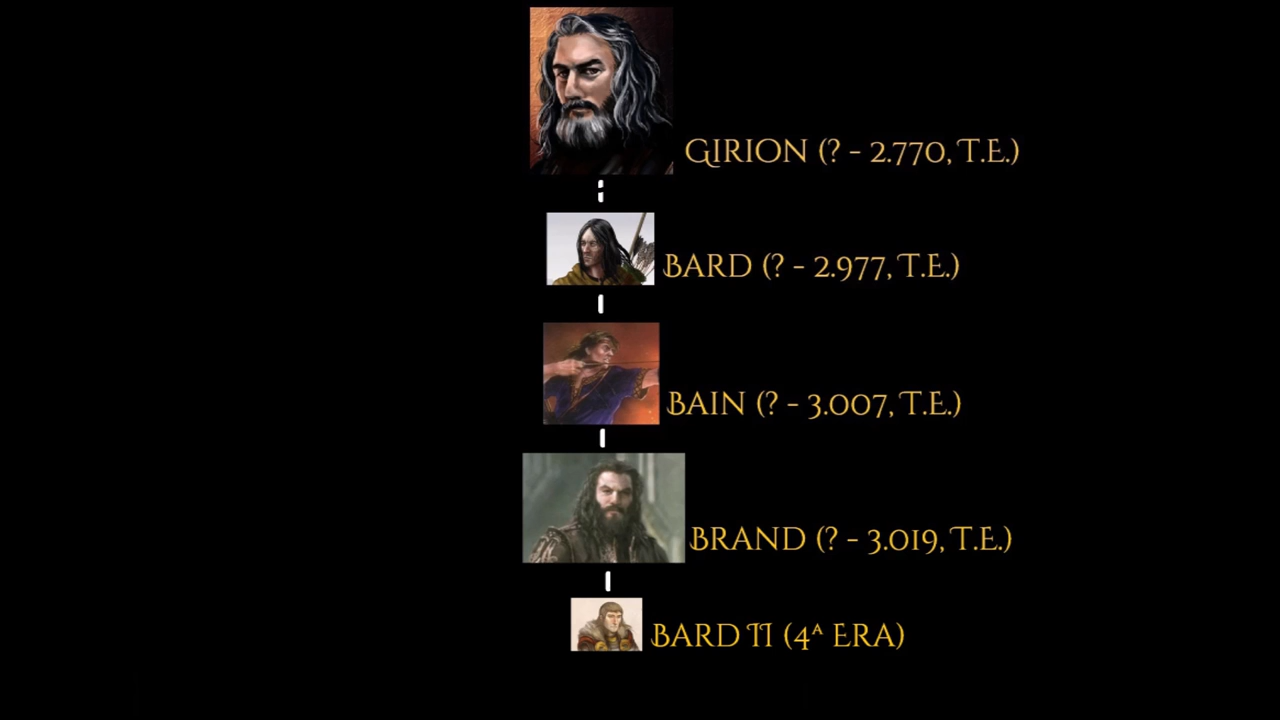 GIRION (? - 2.770, T.E.)
BARD (? - 2.977, T.E.)
BAIN (? - 3.007, T.E.)
BRAND (? - 3.019, T.E.)
BARD II (4ª ERA)